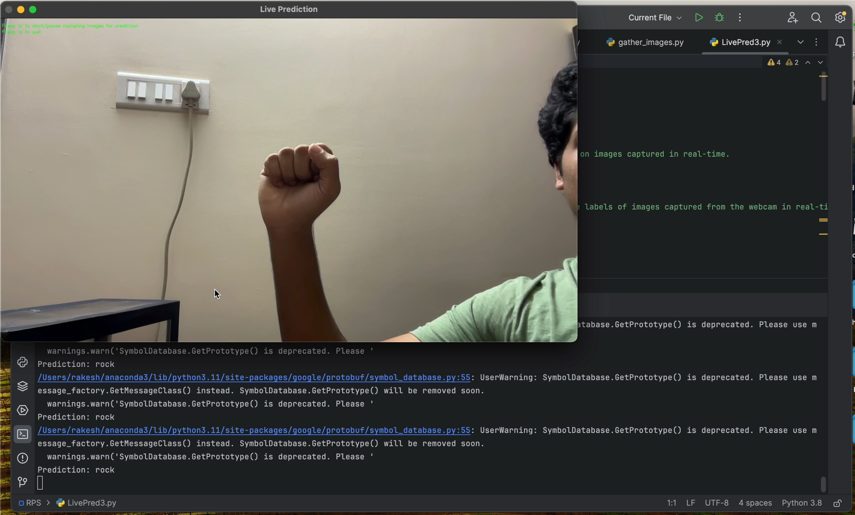 Live Prediction
Current File
gather_images.py
LivePred3.py
4 2
on images captured in real-time.
labels of images captured from the webcam in real-ti
tabase.GetPrototype() is deprecated. Please use m
warnings.warn('SymbolDatabase.GetPrototype() is deprecated. Please '
Prediction: rock
/Users/rakesh/anaconda3/lib/python3.11/site-packages/google/protobuf/symbol_database.py:55: UserWarning: SymbolDatabase.GetPrototype() is deprecated. Please use m
essage_factory.GetMessageClass() instead. SymbolDatabase.GetPrototype() will be removed soon.
warnings.warn('SymbolDatabase.GetPrototype() is deprecated. Please '
Prediction: rock
/Users/rakesh/anaconda3/lib/python3.11/site-packages/google/protobuf/symbol_database.py:55: UserWarning: SymbolDatabase.GetPrototype() is deprecated. Please use m
essage_factory.GetMessageClass() instead. SymbolDatabase.GetPrototype() will be removed soon.
warnings.warn('SymbolDatabase.GetPrototype() is deprecated. Please '
Prediction: rock
RPS > LivePred3.py
1:1 LF UTF-8 4 spaces Python 3.8